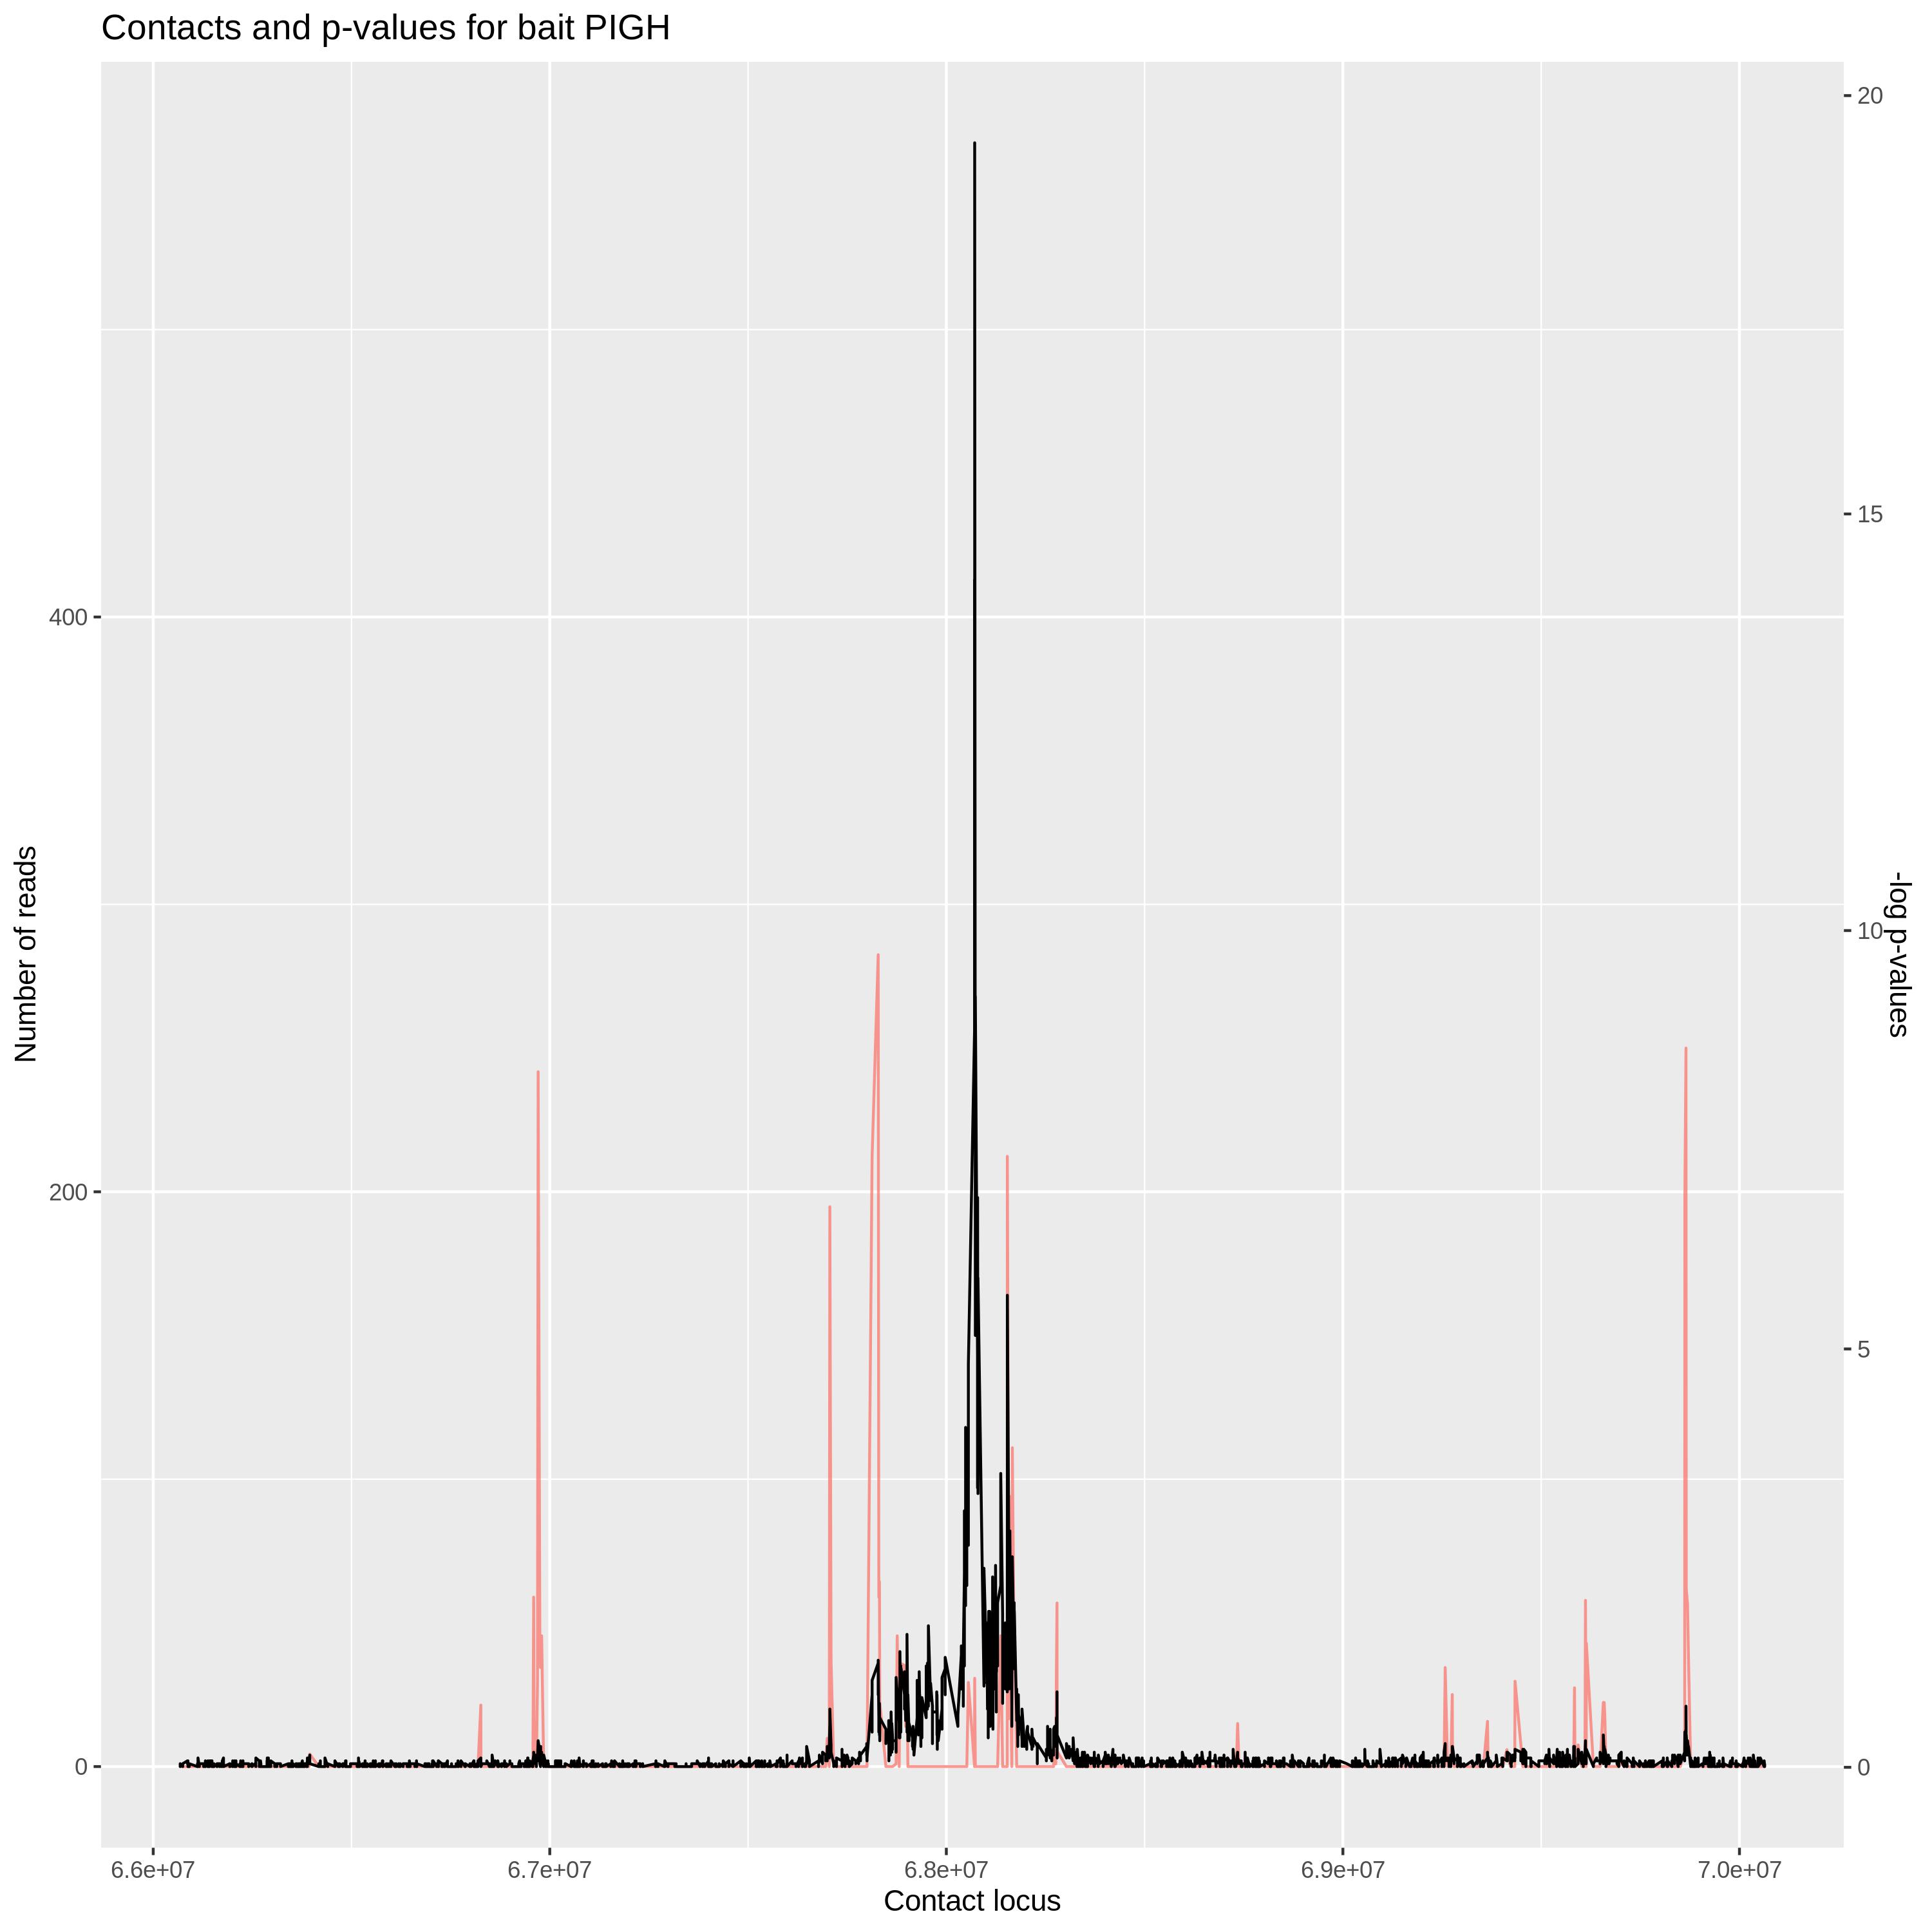 Contacts and p-values for bait PIGH
20
15
400
Number of reads
-log p-values
10
200
5
0
0
6.6e+07
6.7e+07
6.8e+07
6.9e+07
7.0e+07
Contact locus